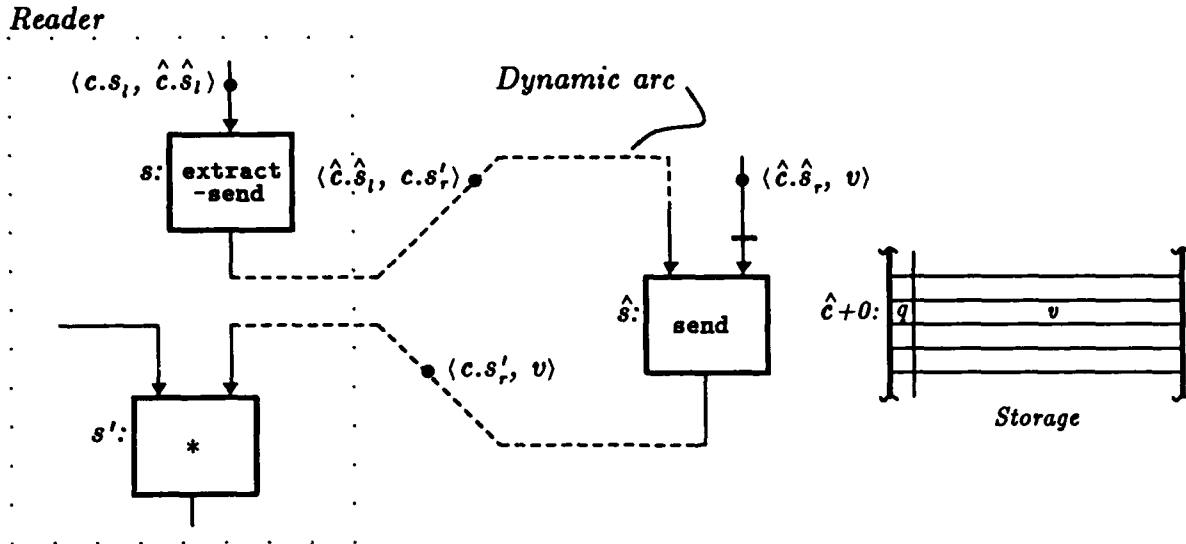 Reader
⟨c.s_l, ĉ.ŝ_l⟩
Dynamic arc
s: extract
-send
⟨ĉ.ŝ_l, c.s'_r⟩
⟨ĉ.ŝ_r, v⟩
ŝ: send
ĉ+0: q v
⟨c.s'_r, v⟩
Storage
s': *